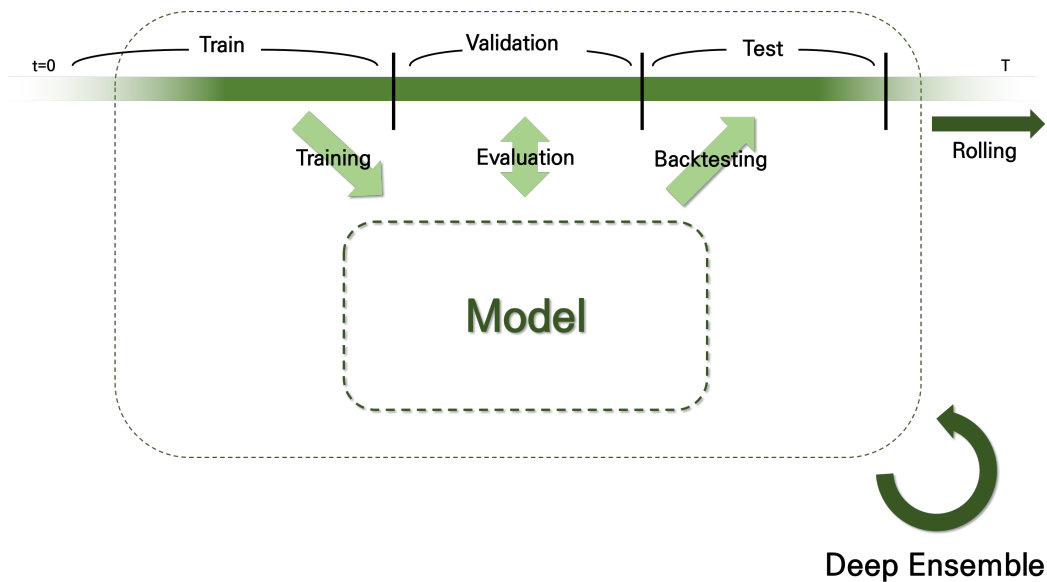 Train
Validation
Test
t=0
T
Training
Evaluation
Backtesting
Rolling
Model
Deep Ensemble